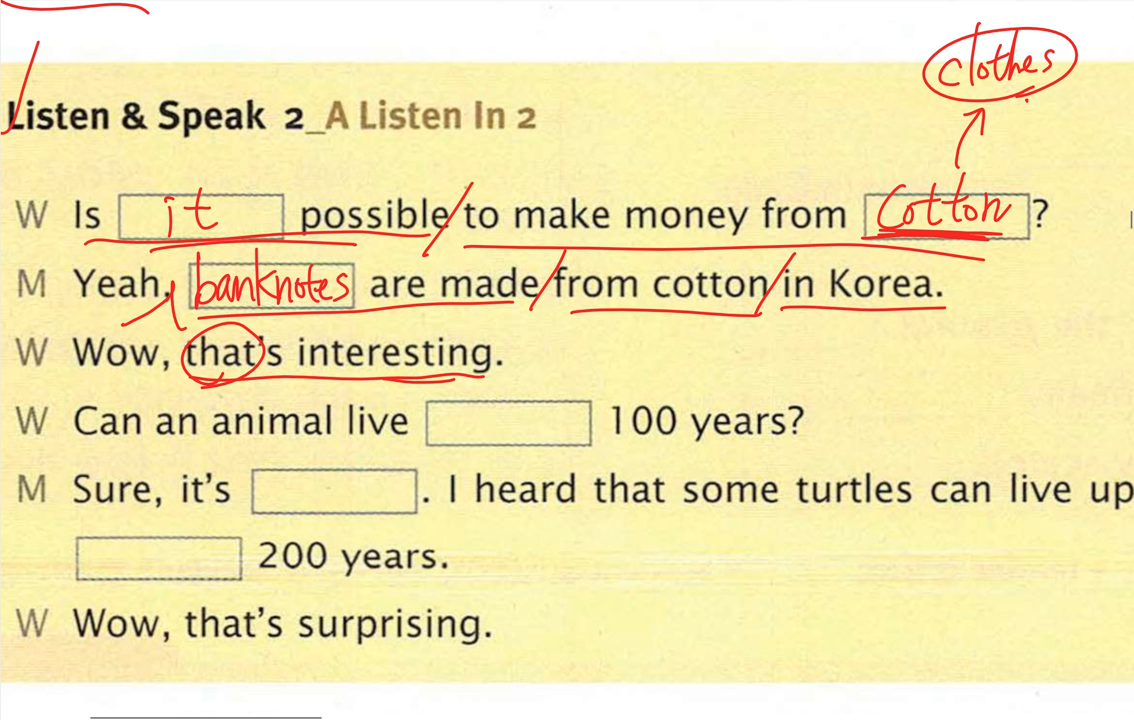 clothes
Listen & Speak 2_A Listen In 2
W Is it possible to make money from cotton?
M Yeah, banknotes are made from cotton in Korea.
W Wow, that's interesting.
W Can an animal live 100 years?
M Sure, it's . I heard that some turtles can live up
200 years.
W Wow, that's surprising.